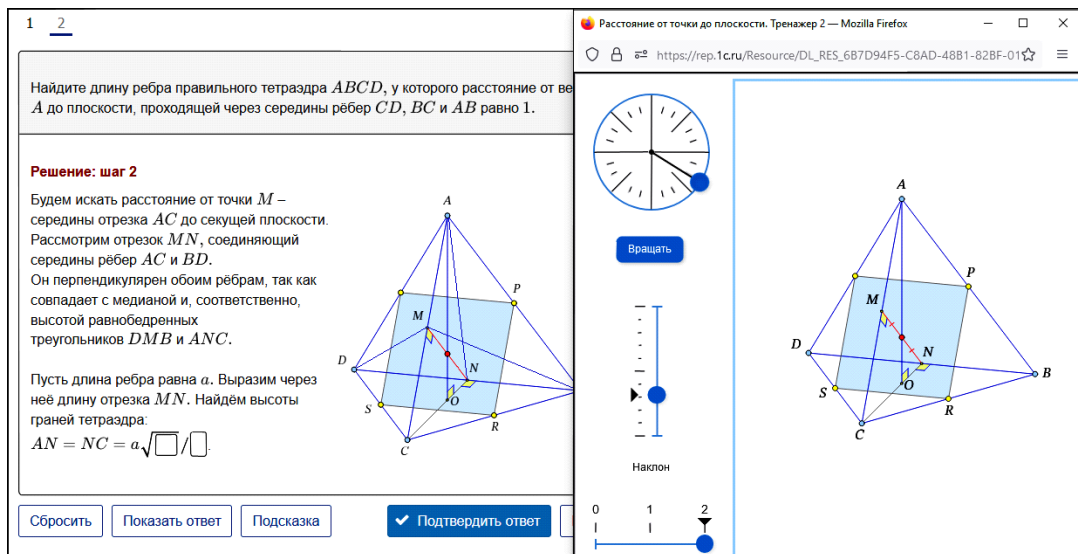 1 2
Найдите длину ребра правильного тетраэдра ABCD, у которого расстояние от ве
A до плоскости, проходящей через середины рёбер CD, BC и AB равно 1.
Решение: шаг 2
Будем искать расстояние от точки M –
середины отрезка AC до секущей плоскости.
Рассмотрим отрезок MN, соединяющий
середины рёбер AC и BD.
Он перпендикулярен обоим рёбрам, так как
совпадает с медианой и, соответственно,
высотой равнобедренных
треугольников DMB и ANC.
Пусть длина ребра равна a. Выразим через
неё длину отрезка MN. Найдём высоты
граней тетраэдра:
AN = NC = a√□/□.
A
P
M
D
N
S
O
R
C
Сбросить
Показать ответ
Подсказка
Подтвердить ответ
Расстояние от точки до плоскости. Тренажер 2 — Mozilla Firefox
https://rep.1c.ru/Resource/DL_RES_6B7D94F5-C8AD-48B1-82BF-01
Вращать
Наклон
0 1 2
A
P
M
D
N
B
S
O
R
C